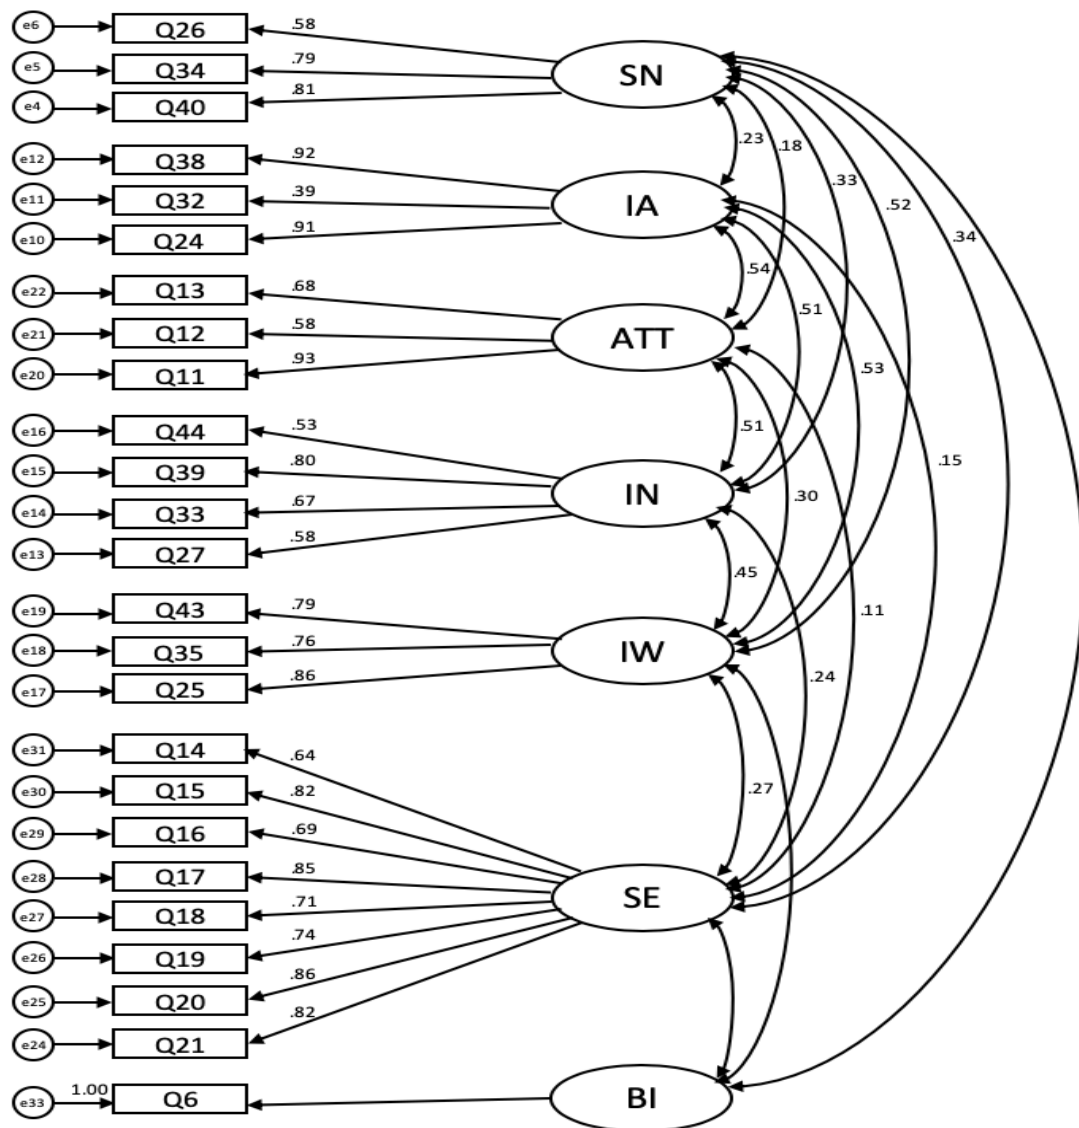 e6 Q26 .58
e5 Q34 .79 SN
e4 Q40 .81
.23 .18
e12 Q38 .92 .33
e11 Q32 .39 IA .52
e10 Q24 .91 .34
.54
e22 Q13 .68 .51
e21 Q12 .58 ATT
e20 Q11 .93 .53
e16 Q44 .53 .51
e15 Q39 .80 .15
e14 Q33 .67 IN .30
e13 Q27 .58
.45
e19 Q43 .79 .11
e18 Q35 .76 IW
e17 Q25 .86 .24
e31 Q14 .64
e30 Q15 .82 .27
e29 Q16 .69
e28 Q17 .85
e27 Q18 .71 SE
e26 Q19 .74
e25 Q20 .86
e24 Q21 .82
e33 1.00 Q6 BI